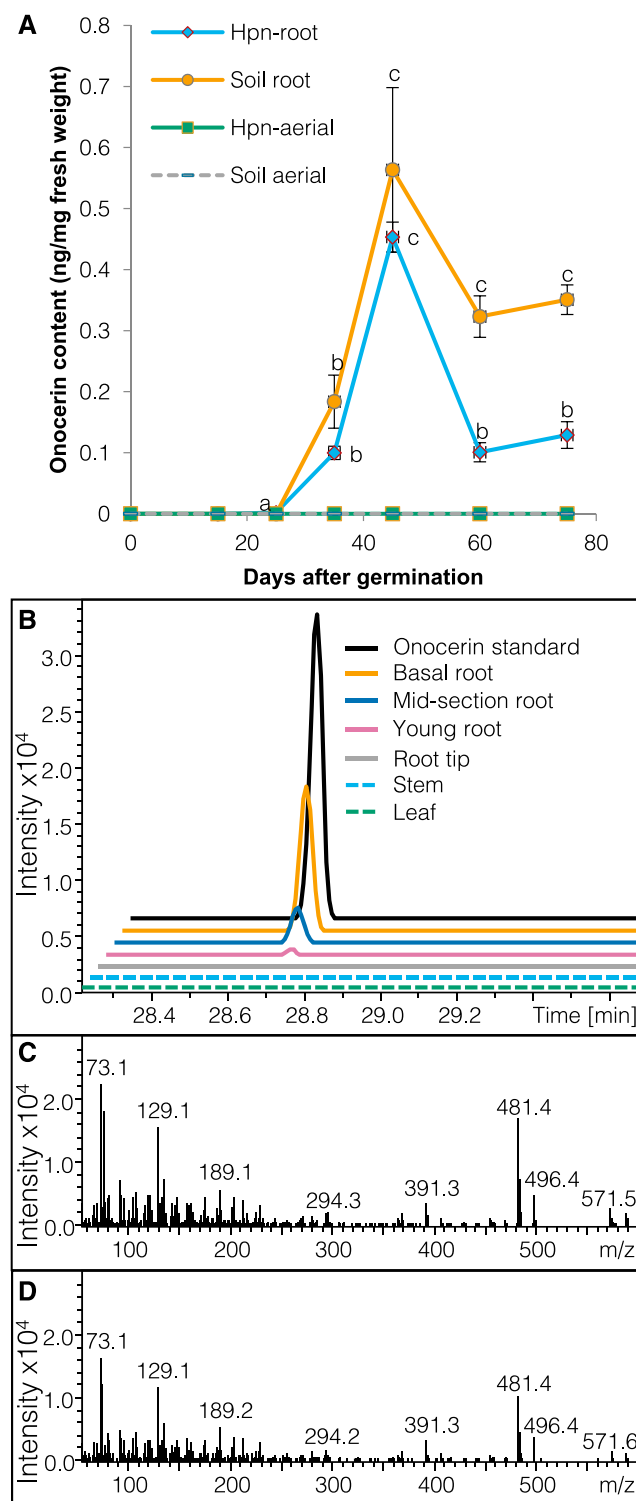 A
0.8
0.7
0.6
0.5
0.4
0.3
0.2
0.1
0
Onocerin content (ng/mg fresh weight)
Hpn-root
Soil root
Hpn-aerial
Soil aerial
c
c
c
c
b
b
b
b
a
0 20 40 60 80
Days after germination
B
3.0
2.5
2.0
1.5
1.0
0.5
0.0
Intensity x10⁴
Onocerin standard
Basal root
Mid-section root
Young root
Root tip
Stem
Leaf
28.4 28.6 28.8 29.0 29.2 Time [min]
C
Intensity x10⁴
2.0
1.0
0.0
73.1
129.1
189.1
294.3
391.3
481.4
496.4
571.5
100 200 300 400 500 m/z
D
Intensity x10⁴
2.0
1.0
0.0
73.1
129.1
189.2
294.2
391.3
481.4
496.4
571.6
100 200 300 400 500 m/z